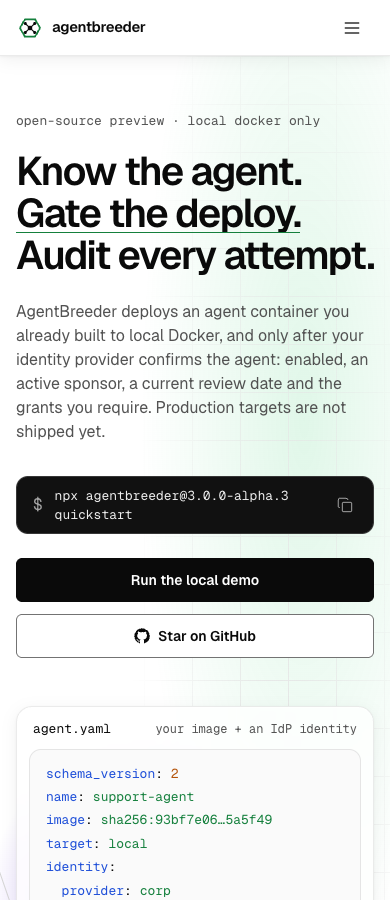 agentbreeder
open-source preview · local docker only
Know the agent.
Gate the deploy.
Audit every attempt.
AgentBreeder deploys an agent container you
already built to local Docker, and only after your
identity provider confirms the agent: enabled, an
active sponsor, a current review date and the
grants you require. Production targets are not
shipped yet.
$ npx agentbreeder@3.0.0-alpha.3
quickstart
Run the local demo
Star on GitHub
agent.yaml your image + an IdP identity
schema_version: 2
name: support-agent
image: sha256:93bf7e06…5a5f49
target: local
identity:
provider: corp